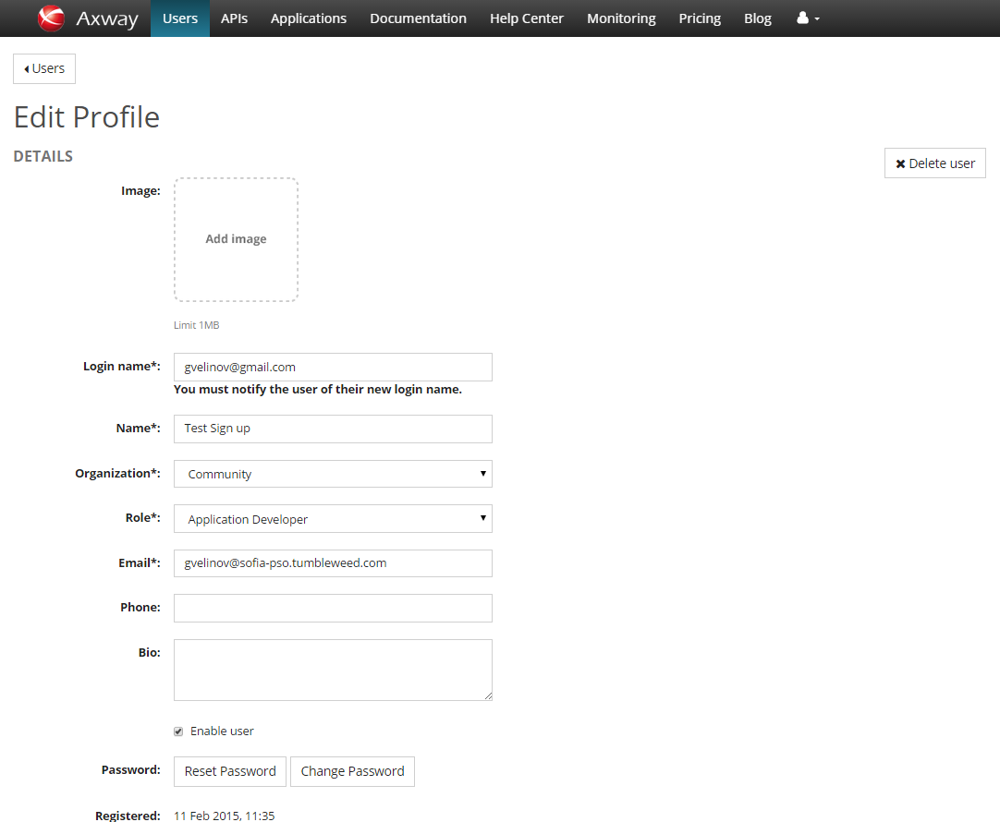 Axway Users APIs Applications Documentation Help Center Monitoring Pricing Blog
Users
Edit Profile
DETAILS
Delete user
Image:
Add image
Limit 1MB
Login name*: gvelinov@gmail.com
You must notify the user of their new login name.
Name*: Test Sign up
Organization*: Community
Role*: Application Developer
Email*: gvelinov@sofia-pso.tumbleweed.com
Phone:
Bio:
Enable user
Password: Reset Password Change Password
Registered: 11 Feb 2015, 11:35